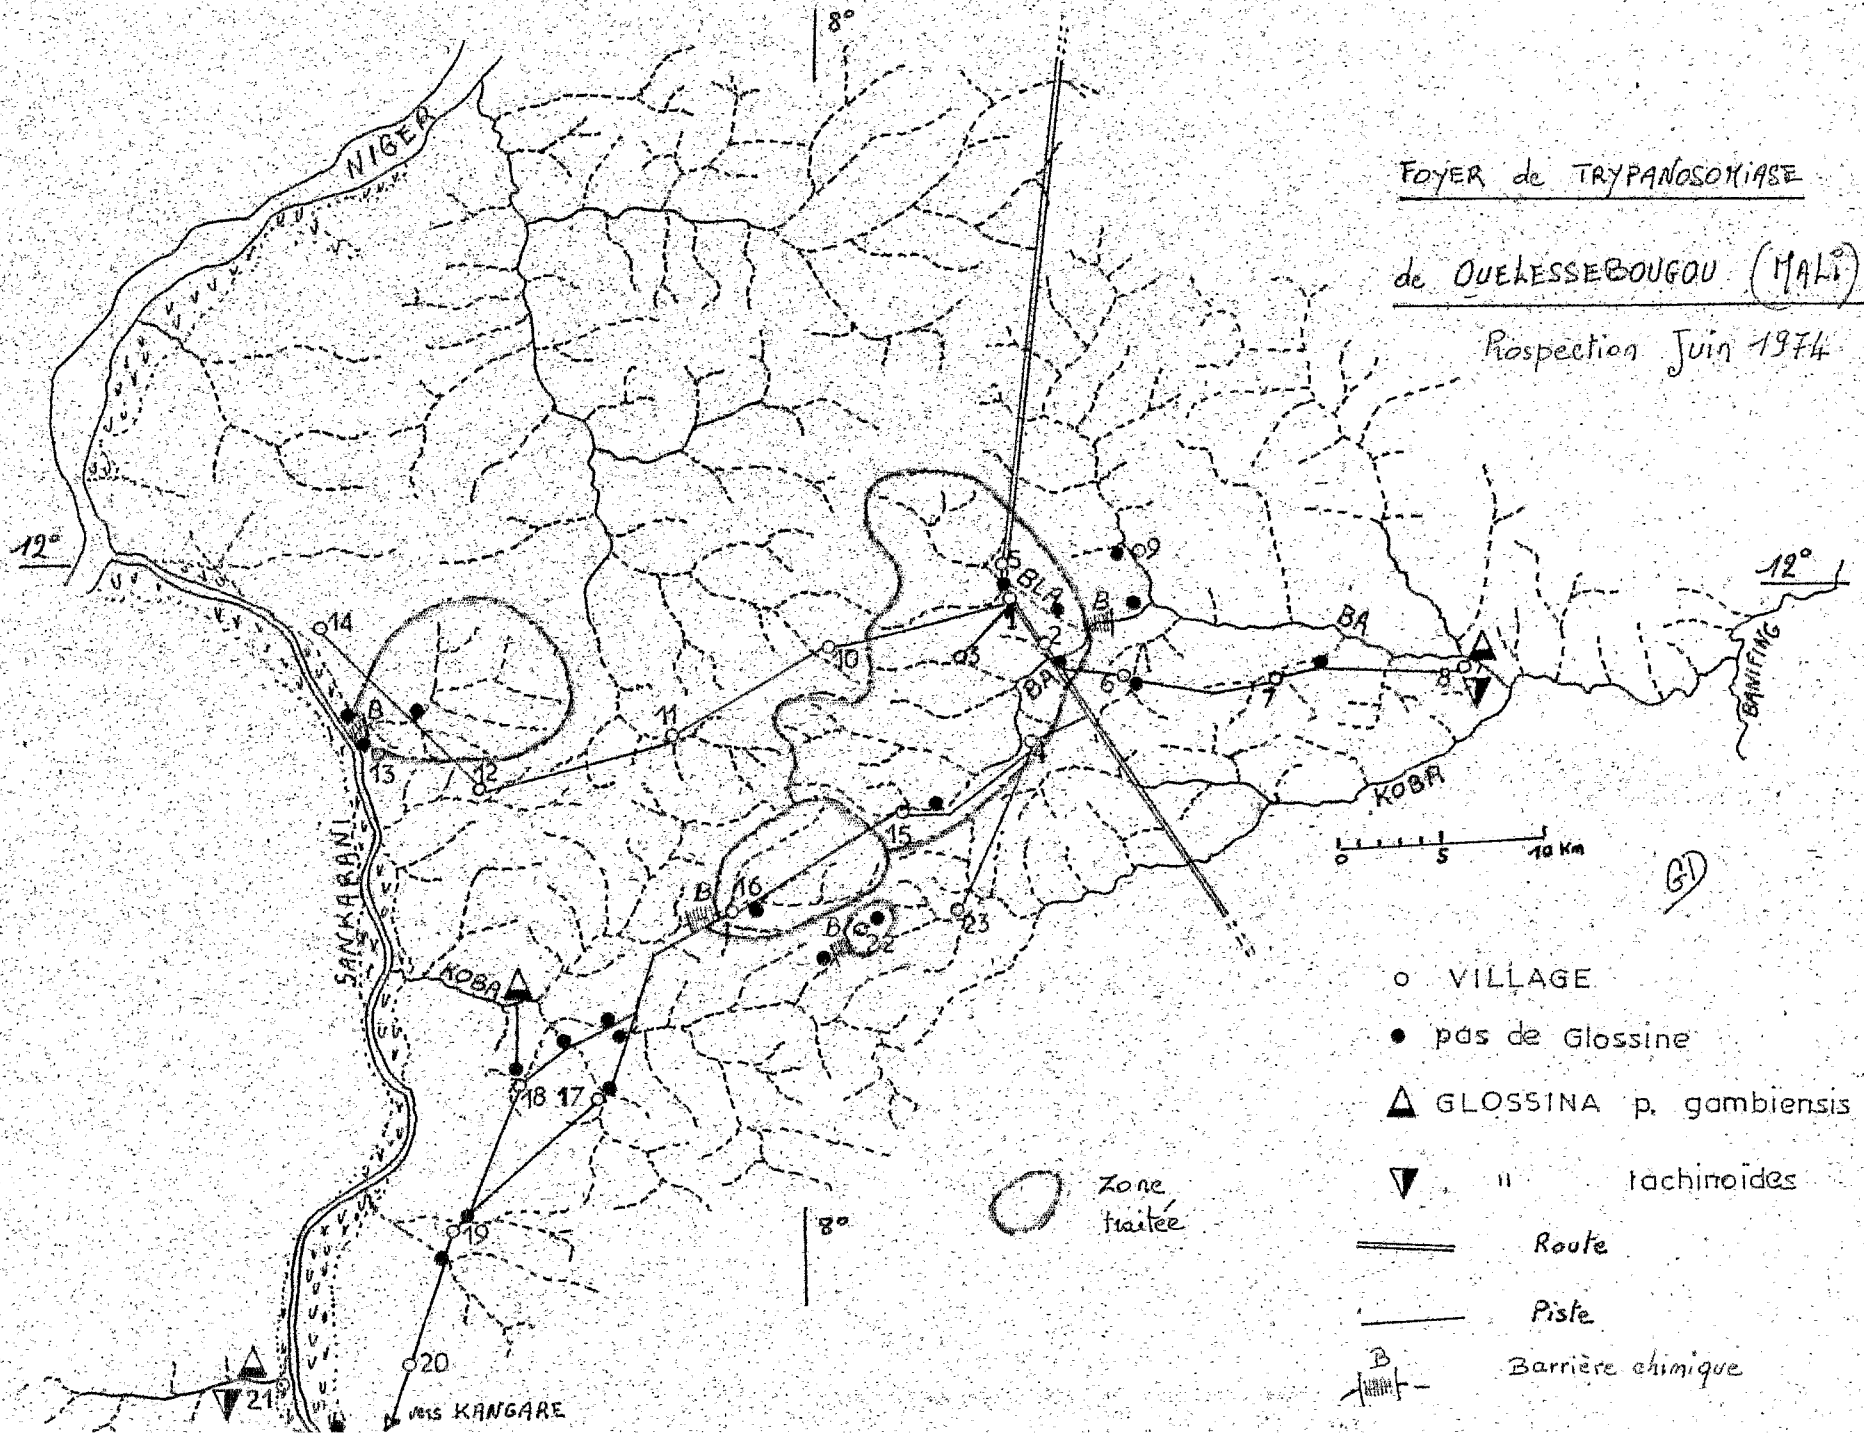 8°
NIGER
FOYER de TRYPANOSOMIASE
de OUELESSEBOUGOU (MALI)
Prospection Juin 1974
12°
12°
14
5
BLA
9
B
1
2
3
BA
BA
10
6
7
8
BANIFING
B
13
11
12
4
KOBA
0 5 10 Km
GD
15
SANKARANI
B
16
B
22
23
KOBA
18
17
○ VILLAGE
● pas de Glossine
GLOSSINA p. gambiensis
" tachinoïdes
Zone
traitée
8°
19
Route
Piste
20
21
B
Barrière chimique
vers KANGARE